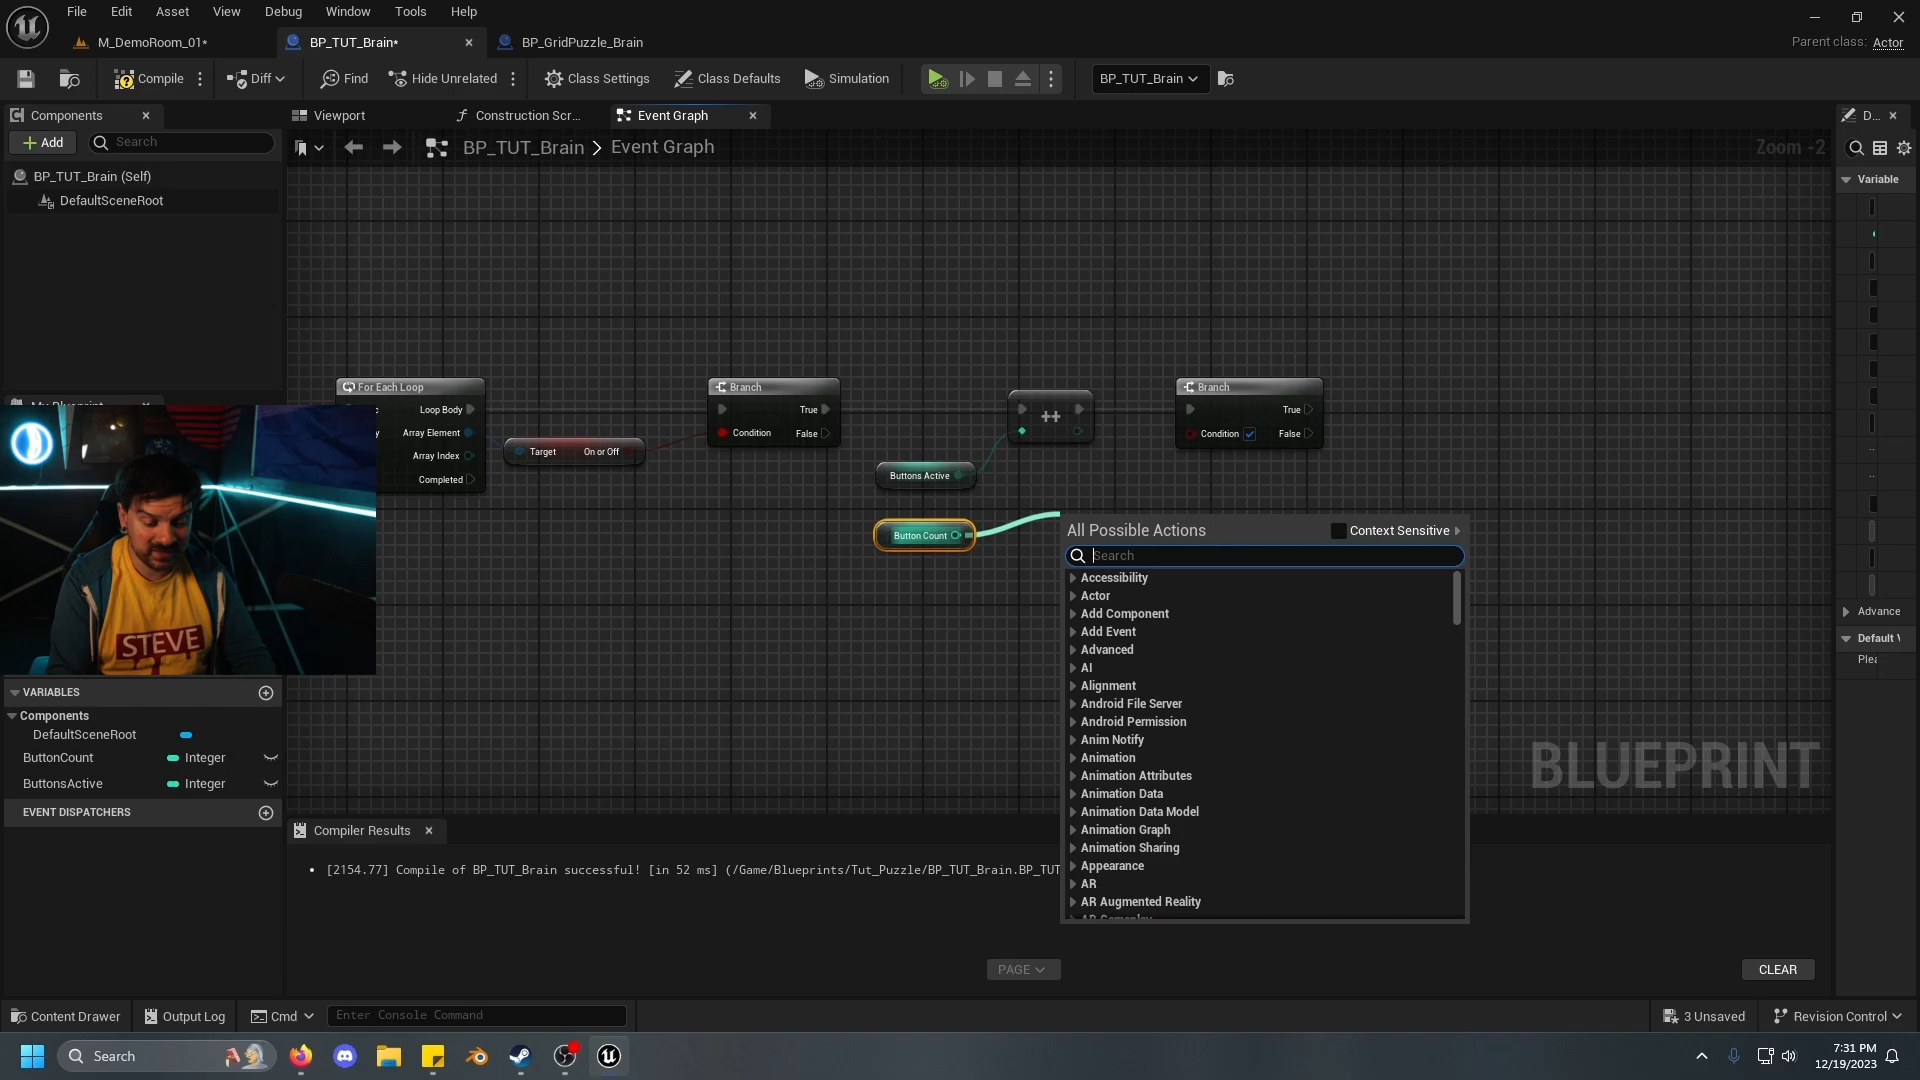 File Edit Asset View Debug Window Tools Help
M_DemoRoom_01* BP_TUT_Brain* BP_GridPuzzle_Brain
Parent class: Actor
Compile Diff Find Hide Unrelated Class Settings Class Defaults Simulation BP_TUT_Brain
Components
Viewport Construction Scr... Event Graph
D...
Add Search
BP_TUT_Brain > Event Graph
Zoom -2
BP_TUT_Brain (Self)
DefaultSceneRoot
Variable
For Each Loop
Loop Body
Array Element
Array Index
Completed
Target On or Off
Branch
True
Condition
False
++
Buttons Active
Button Count
Branch
True
Condition
False
All Possible Actions
Context Sensitive
Search
Accessibility
Actor
Add Component
Add Event
Advanced
AI
Alignment
Android File Server
Android Permission
Anim Notify
Animation
Animation Attributes
Animation Data
Animation Data Model
Animation Graph
Animation Sharing
Appearance
AR
AR Augmented Reality
STEVE
Advance
Default
VARIABLES
Components
DefaultSceneRoot
ButtonCount Integer
ButtonsActive Integer
EVENT DISPATCHERS
BLUEPRINT
Compiler Results
[2154.77] Compile of BP_TUT_Brain successful! [in 52 ms] (/Game/Blueprints/Tut_Puzzle/BP_TUT_Brain.BP_TUT
PAGE
CLEAR
Content Drawer Output Log Cmd Enter Console Command
3 Unsaved Revision Control
Search
7:31 PM
12/19/2023